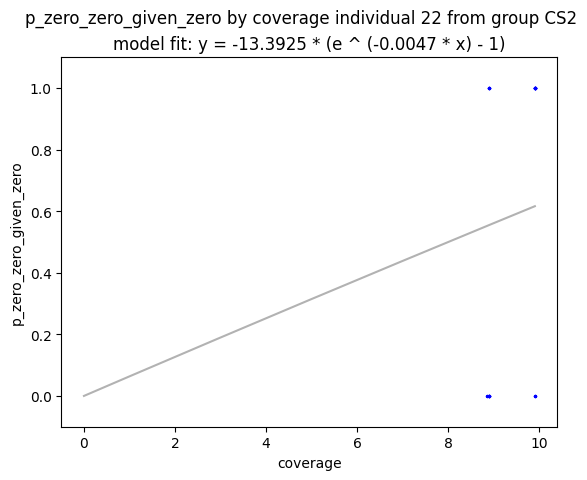 p_zero_zero_given_zero by coverage individual 22 from group CS2
model fit: y = -13.3925 * (e ^ (-0.0047 * x) - 1)
p_zero_zero_given_zero
1.0
0.8
0.6
0.4
0.2
0.0
0 2 4 6 8 10
coverage